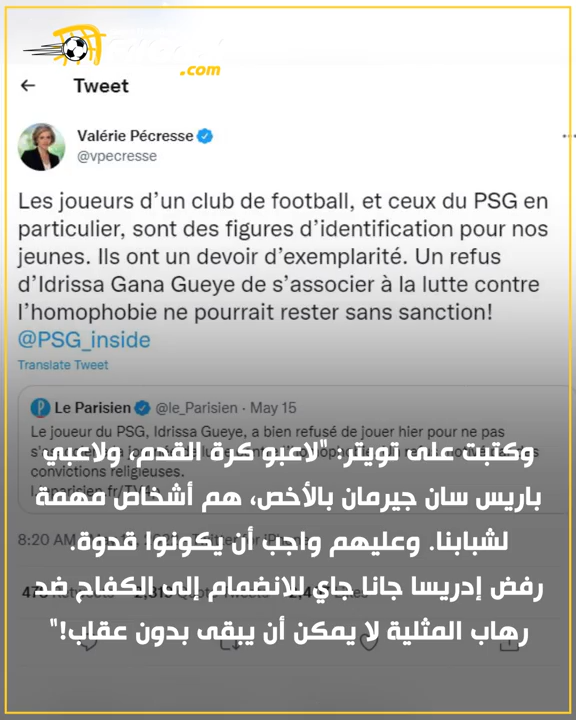 .com
Tweet
Valérie Pécresse
@vpecresse
Les joueurs d’un club de football, et ceux du PSG en
particulier, sont des figures d’identification pour nos
jeunes. Ils ont un devoir d’exemplarité. Un refus
d’Idrissa Gana Gueye de s’associer à la lutte contre
l’homophobie ne pourrait rester sans sanction!
@PSG_inside
Translate Tweet
Le Parisien @le_Parisien · May 15
Le joueur du PSG, Idrissa Gueye, a bien refusé de jouer hier pour ne pas
convictions religieuses.
وكتبت على تويتر: "لاعبو كرة القدم، ولاعبي
باريس سان جيرمان بالأخص، هم أشخاص مهمة
لشبابنا. وعليهم واجب أن يكونوا قدوة.
رفض إدريسا جانا جاي للانضمام إلى الكفاح ضد
رهاب المثلية لا يمكن أن يبقى بدون عقاب!"
8:20 AM